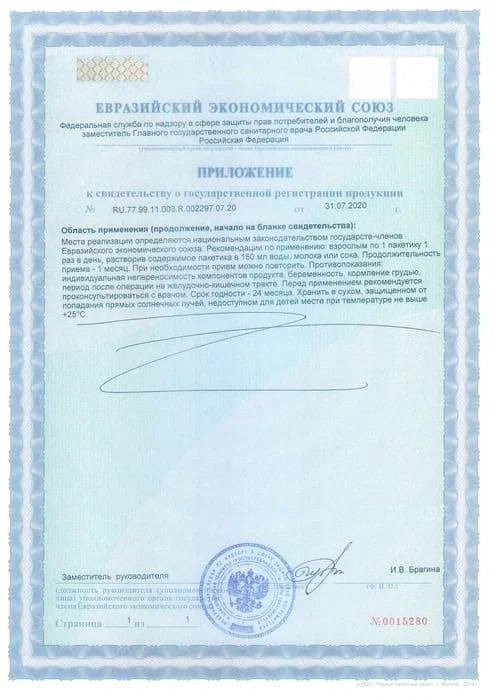 ЕВРАЗИЙСКИЙ ЭКОНОМИЧЕСКИЙ СОЮЗ
Федеральная служба по надзору в сфере защиты прав потребителей и благополучия человека
заместитель Главного государственного санитарного врача Российской Федерации
Российская Федерация
ПРИЛОЖЕНИЕ
к свидетельству о государственной регистрации продукции
№ RU.77.99.11.003.R.002297.07.20 от 31.07.2020 г.
Область применения (продолжение, начало на бланке свидетельства):
Места реализации определяются национальным законодательством государств-членов
Евразийского экономического союза. Рекомендации по применению: взрослым по 1 пакетику 1
раз в день, растворив содержимое пакетика в 150 мл воды, молока или сока. Продолжительность
приема - 1 месяц. При необходимости прием можно повторить. Противопоказания:
индивидуальная непереносимость компонентов продукта, беременность, кормление грудью,
период после операции на желудочно-кишечном тракте. Перед применением рекомендуется
проконсультироваться с врачом. Срок годности - 24 месяца. Хранить в сухом, защищенном от
попадания прямых солнечных лучей, недоступном для детей месте при температуре не выше
+25°С.
Заместитель руководителя
И.В. Брагина
(должность руководителя (уполномоченного
(Ф. И. О.)
лица) уполномоченного органа государства-
члена Евразийского экономического союза)
Страница 1 из 1
№0015280